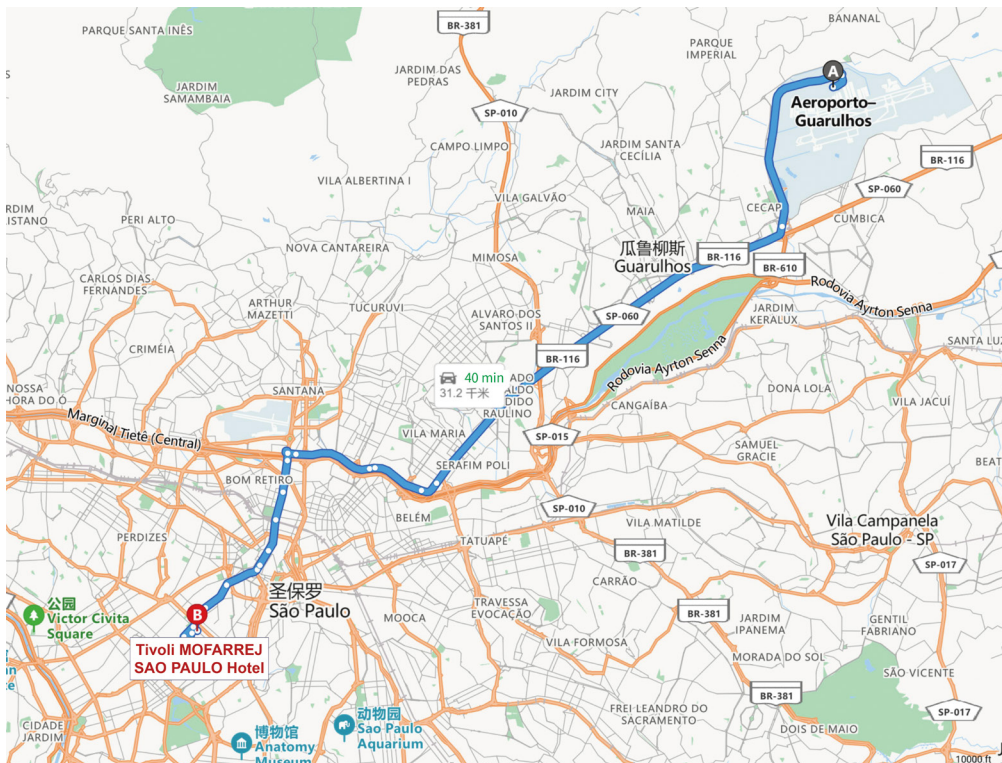 BANANAL
PARQUE SANTA INÊS
BR-381
PARQUE
IMPERIAL
JARDIM DAS
PEDRAS
A
JARDIM
SAMAMBAIA
JARDIM CITY
Aeroporto–
Guarulhos
SP-010
CAMPO LIMPO
JARDIM SANTA
CECÍLIA
BR-116
VILA ALBERTINA I
SP-060
VILA GALVÃO
RDIM
ISTANO
PERI ALTO
MAIA
CECAP
CUMBICA
NOVA CANTAREIRA
瓜鲁柳斯
Guarulhos
MIMOSA
BR-116
BR-610
CARLOS DIAS
FERNANDES
Rodovia Ayrton Senna
ARTHUR
MAZETTI
TUCURUVI
ALVARO DOS
SANTOS II
SP-060
JARDIM
KERALUX
CRIMÉIA
SANTA LUZ
BR-116
Rodovia Ayrton Senna
40 min
31.2 千米
ADO
ALDO
DIDO
RAULINO
NOSSA
HORA DO Ó
SANTANA
DONA LOLA
VILA JACUÍ
CANGAÍBA
Marginal Tietê (Central)
VILA MARIA
SP-015
SAMUEL
GRACIE
SERAFIM POLI
BEAT
BOM RETIRO
SP-010
BELÉM
VILA MATILDE
Vila Campanela
São Paulo - SP
PERDIZES
TATUAPÉ
BR-381
SP-017
CARRÃO
圣保罗
São Paulo
公园
Victor Civita
Square
B
TRAVESSA
EVOCAÇÃO
MOOCA
BR-381
JARDIM
IPANEMA
GENTIL
FABRIANO
VILA FORMOSA
Tivoli MOFARREJ
SAO PAULO Hotel
MORADA DO SOL
SÃO VICENTE
BR-381
FREI LEANDRO DO
SACRAMENTO
SP-017
CIDADE
JARDIM
博物馆
Anatomy
Museum
动物园
Sao Paulo
Aquarium
DOIS DE MAIO
10000 ft